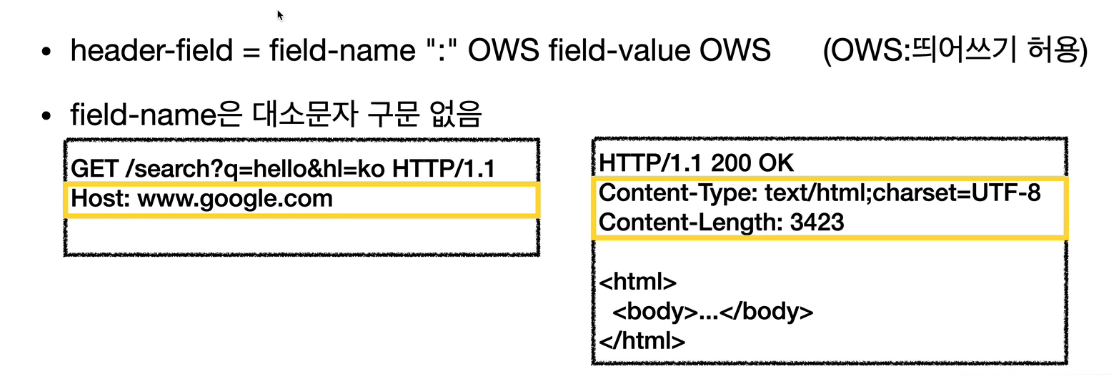 • header-field = field-name ":" OWS field-value OWS (OWS:띄어쓰기 허용)
• field-name은 대소문자 구문 없음
GET /search?q=hello&hl=ko HTTP/1.1
Host: www.google.com
HTTP/1.1 200 OK
Content-Type: text/html;charset=UTF-8
Content-Length: 3423
<html>
<body>...</body>
</html>